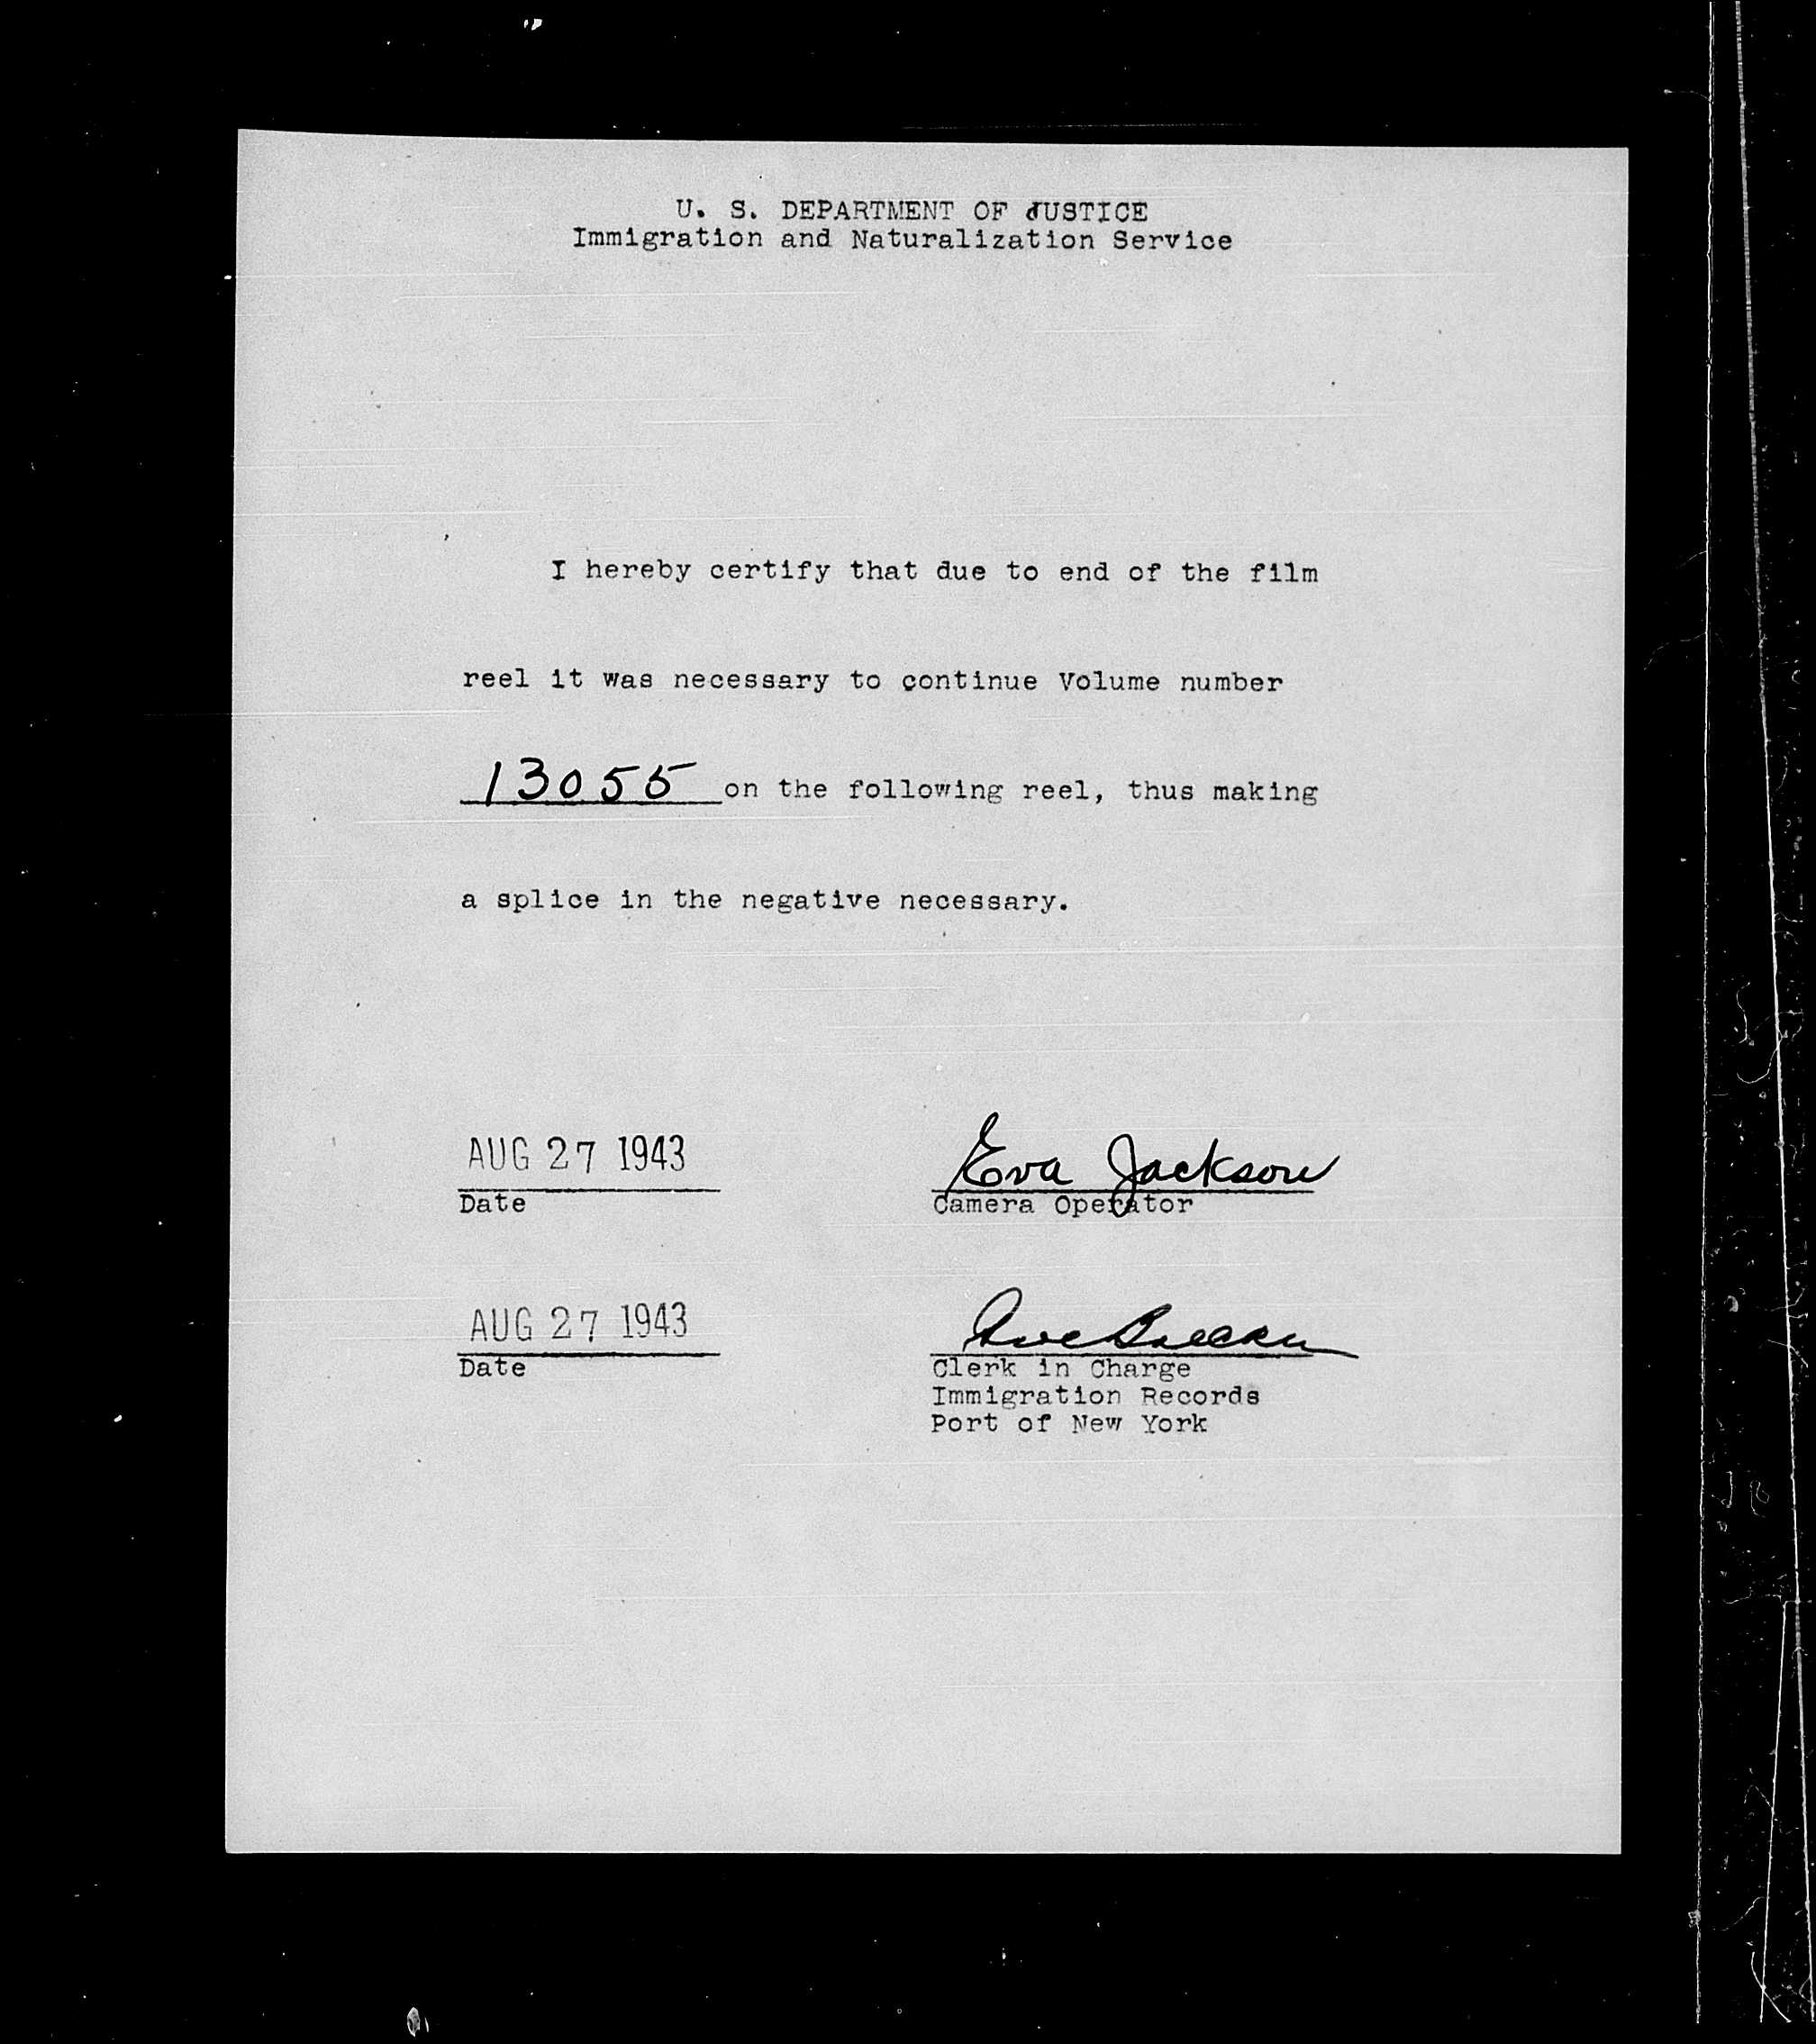 U. S. DEPARTMENT OF JUSTICE
Immigration and Naturalization Service
I hereby certify that due to end of the film
reel it was necessary to continue Volume number
13055 on the following reel, thus making
a splice in the negative necessary.
AUG 27 1943
Eva Jackson
Date
Camera Operator
AUG 27 1943
Date
Clerk in Charge
Immigration Records
Port of New York